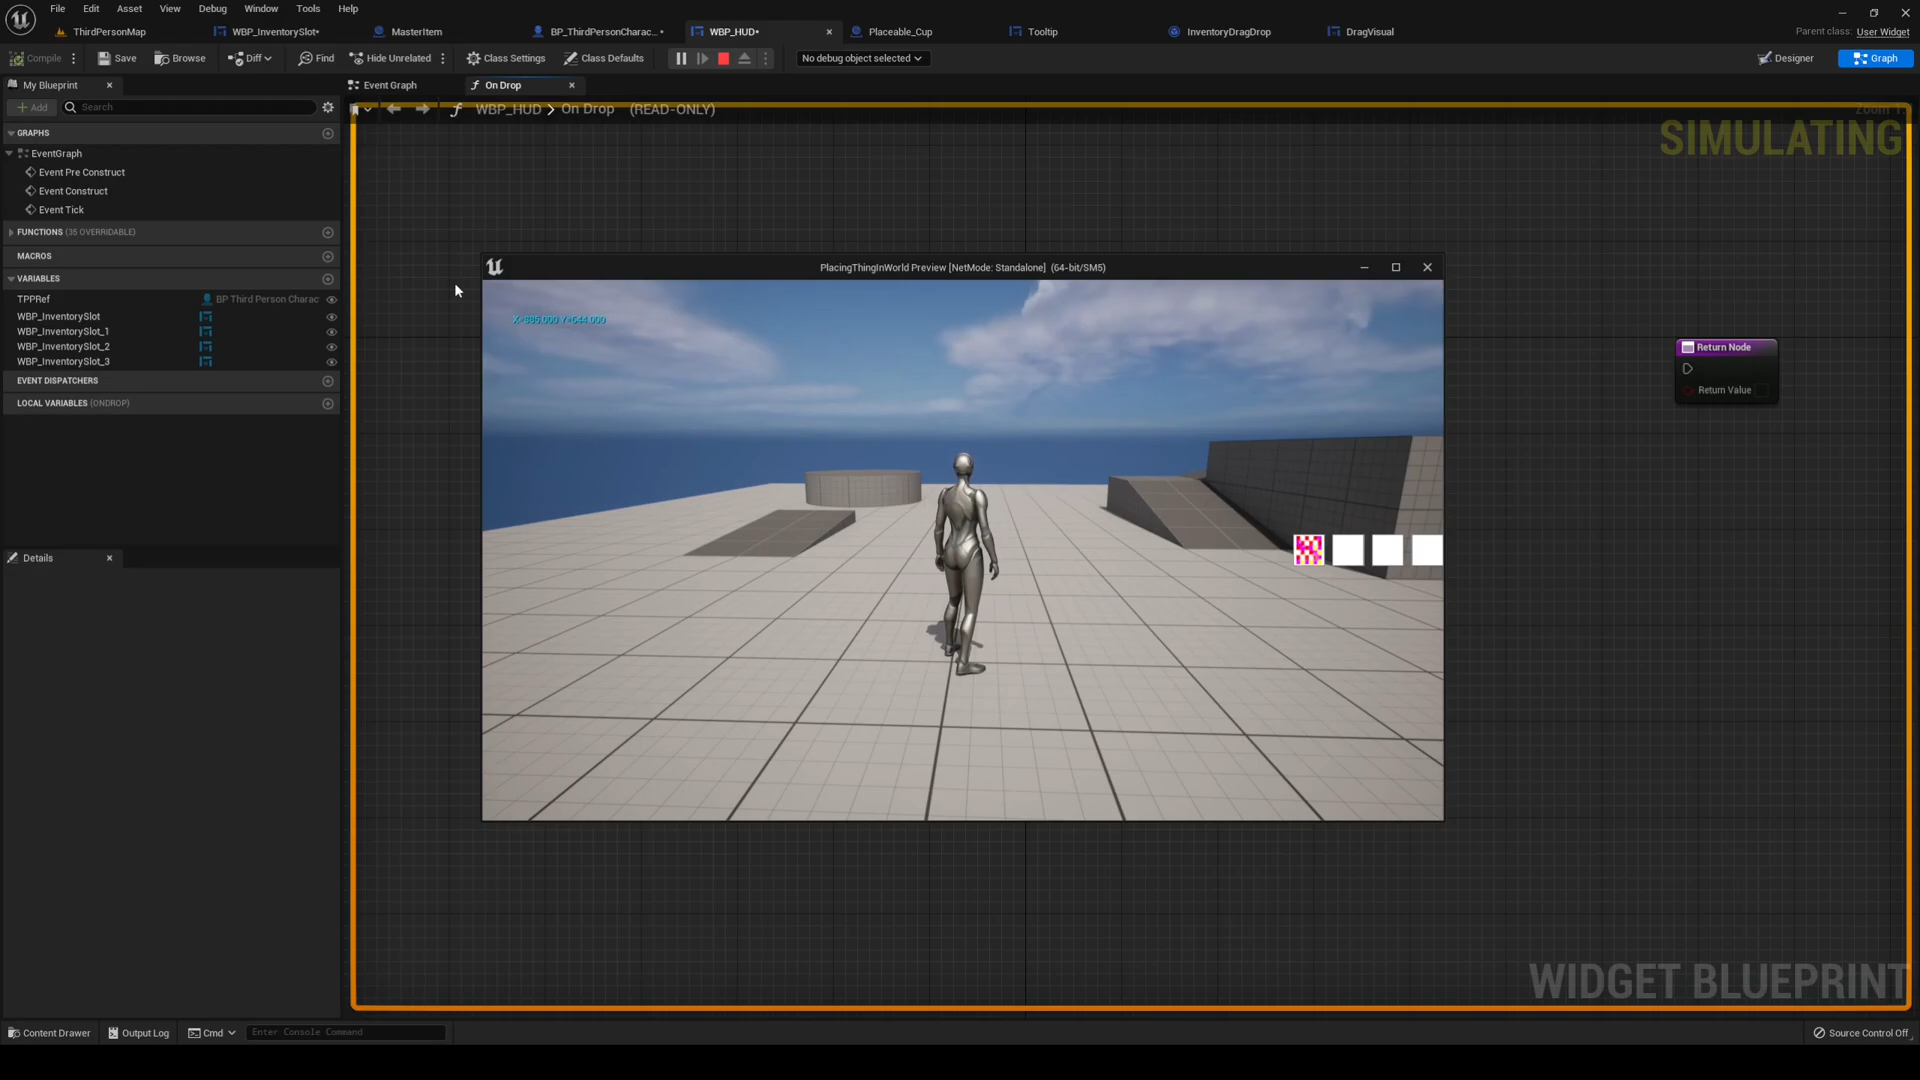 File Edit Asset View Debug Window Tools Help
ThirdPersonMap
WBP_InventorySlot*
MasterItem
BP_ThirdPersonCharac...*
WBP_HUD*
Placeable_Cup
Tooltip
InventoryDragDrop
DragVisual
Parent class: User Widget
Compile
Save
Browse
Diff
Find
Hide Unrelated
Class Settings
Class Defaults
No debug object selected
Designer
Graph
My Blueprint
Event Graph
On Drop
Add
Search
WBP_HUD > On Drop (READ-ONLY)
SIMULATING
GRAPHS
EventGraph
Event Pre Construct
Event Construct
Event Tick
FUNCTIONS (35 OVERRIDABLE)
MACROS
VARIABLES
TPPRef BP Third Person Charac
WBP_InventorySlot
WBP_InventorySlot_1
WBP_InventorySlot_2
WBP_InventorySlot_3
EVENT DISPATCHERS
LOCAL VARIABLES (ONDROP)
PlacingThingInWorld Preview [NetMode: Standalone] (64-bit/SM5)
Return Node
Return Value
Details
WIDGET BLUEPRINT
Content Drawer
Output Log
Cmd
Enter Console Command
Source Control Off